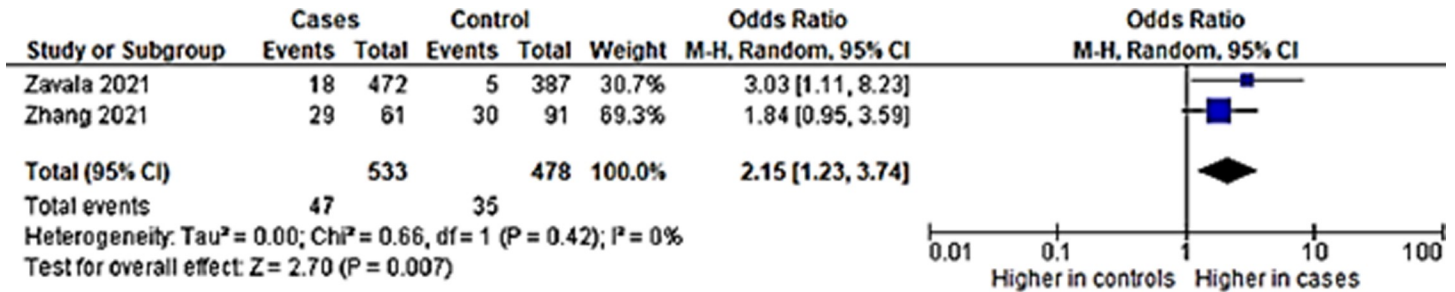 Cases Control Odds Ratio Odds Ratio
Study or Subgroup Events Total Events Total Weight M-H, Random, 95% CI M-H, Random, 95% CI
Zavala 2021 18 472 5 387 30.7% 3.03 [1.11, 8.23]
Zhang 2021 29 61 30 91 69.3% 1.84 [0.95, 3.59]
Total (95% CI) 533 478 100.0% 2.15 [1.23, 3.74]
Total events 47 35
Heterogeneity: Tau² = 0.00; Chi² = 0.66, df = 1 (P = 0.42); I² = 0%
Test for overall effect: Z = 2.70 (P = 0.007)
0.01 0.1 1 10 100
Higher in controls Higher in cases